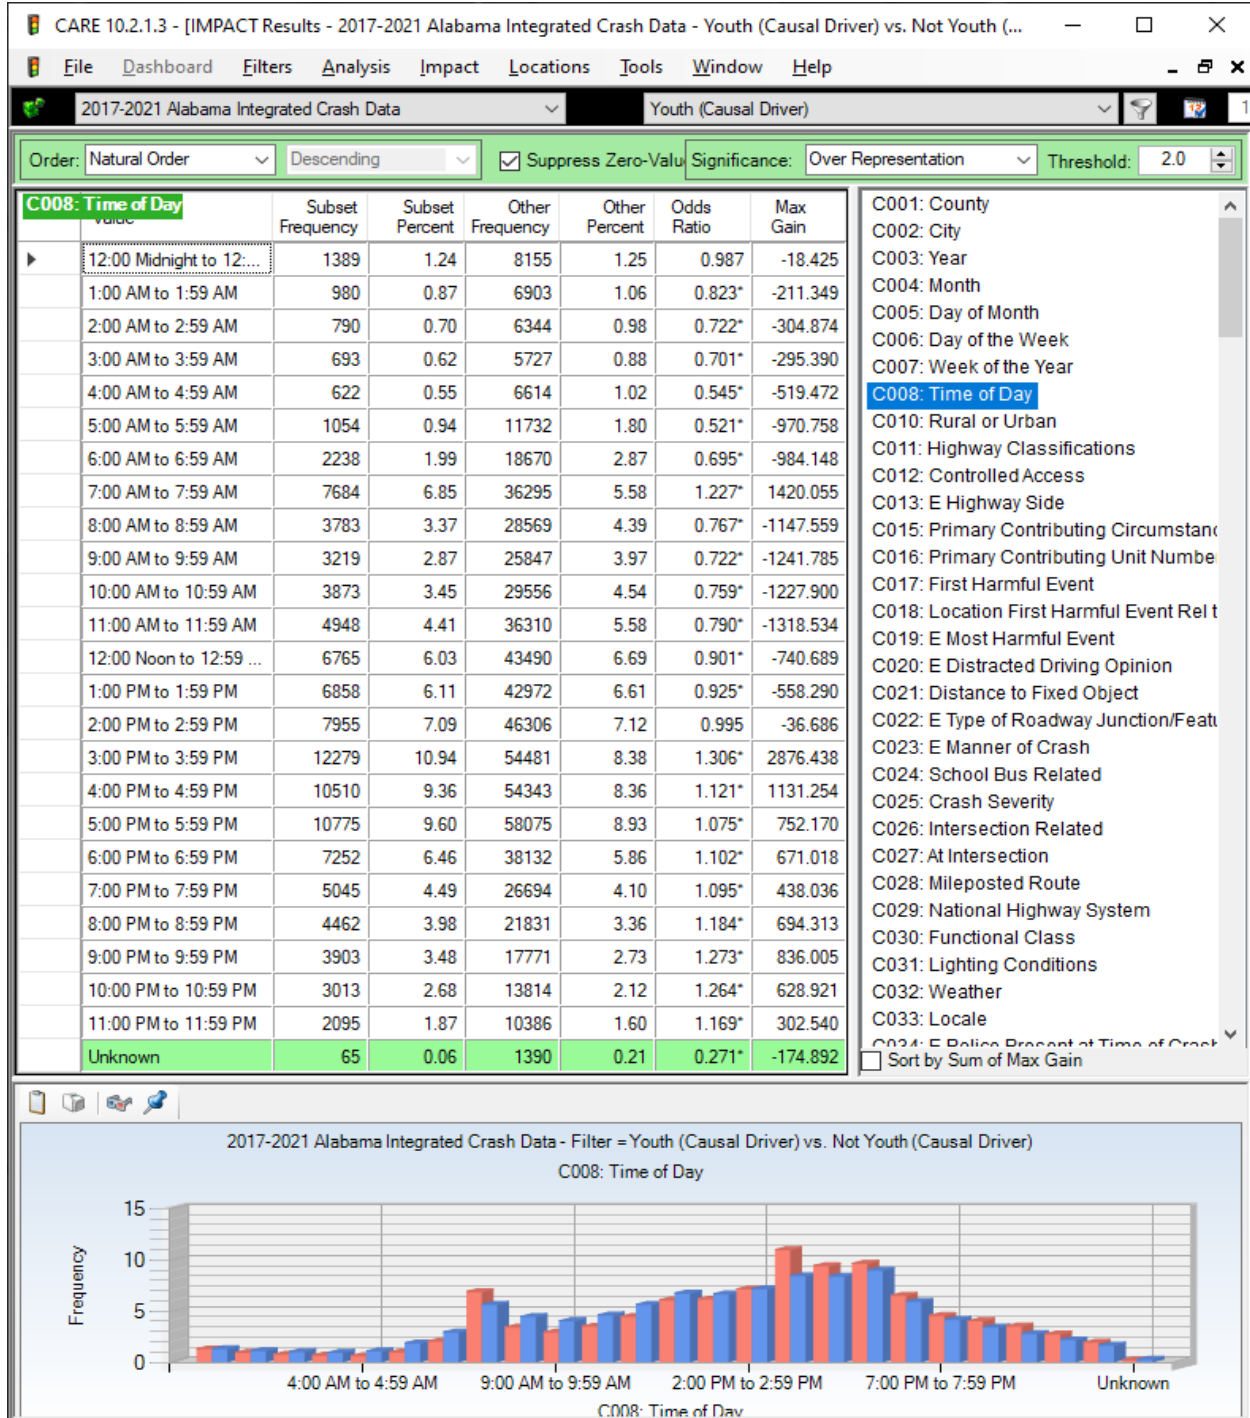 CARE 10.2.1.3 - [IMPACT Results - 2017-2021 Alabama Integrated Crash Data - Youth (Causal Driver) vs. Not Youth (...
File Dashboard Filters Analysis Impact Locations Tools Window Help
2017-2021 Alabama Integrated Crash Data Youth (Causal Driver) 12 1
Order: Natural Order Descending Suppress Zero-Valu Significance: Over Representation Threshold: 2.0
C008: Time of Day Subset Frequency Subset Percent Other Frequency Other Percent Odds Ratio Max Gain
12:00 Midnight to 12:... 1389 1.24 8155 1.25 0.987 -18.425
1:00 AM to 1:59 AM 980 0.87 6903 1.06 0.823* -211.349
2:00 AM to 2:59 AM 790 0.70 6344 0.98 0.722* -304.874
3:00 AM to 3:59 AM 693 0.62 5727 0.88 0.701* -295.390
4:00 AM to 4:59 AM 622 0.55 6614 1.02 0.545* -519.472
5:00 AM to 5:59 AM 1054 0.94 11732 1.80 0.521* -970.758
6:00 AM to 6:59 AM 2238 1.99 18670 2.87 0.695* -984.148
7:00 AM to 7:59 AM 7684 6.85 36295 5.58 1.227* 1420.055
8:00 AM to 8:59 AM 3783 3.37 28569 4.39 0.767* -1147.559
9:00 AM to 9:59 AM 3219 2.87 25847 3.97 0.722* -1241.785
10:00 AM to 10:59 AM 3873 3.45 29556 4.54 0.759* -1227.900
11:00 AM to 11:59 AM 4948 4.41 36310 5.58 0.790* -1318.534
12:00 Noon to 12:59 ... 6765 6.03 43490 6.69 0.901* -740.689
1:00 PM to 1:59 PM 6858 6.11 42972 6.61 0.925* -558.290
2:00 PM to 2:59 PM 7955 7.09 46306 7.12 0.995 -36.686
3:00 PM to 3:59 PM 12279 10.94 54481 8.38 1.306* 2876.438
4:00 PM to 4:59 PM 10510 9.36 54343 8.36 1.121* 1131.254
5:00 PM to 5:59 PM 10775 9.60 58075 8.93 1.075* 752.170
6:00 PM to 6:59 PM 7252 6.46 38132 5.86 1.102* 671.018
7:00 PM to 7:59 PM 5045 4.49 26694 4.10 1.095* 438.036
8:00 PM to 8:59 PM 4462 3.98 21831 3.36 1.184* 694.313
9:00 PM to 9:59 PM 3903 3.48 17771 2.73 1.273* 836.005
10:00 PM to 10:59 PM 3013 2.68 13814 2.12 1.264* 628.921
11:00 PM to 11:59 PM 2095 1.87 10386 1.60 1.169* 302.540
Unknown 65 0.06 1390 0.21 0.271* -174.892
C001: County
C002: City
C003: Year
C004: Month
C005: Day of Month
C006: Day of the Week
C007: Week of the Year
C008: Time of Day
C010: Rural or Urban
C011: Highway Classifications
C012: Controlled Access
C013: E Highway Side
C015: Primary Contributing Circumstanc
C016: Primary Contributing Unit Numbe
C017: First Harmful Event
C018: Location First Harmful Event Rel t
C019: E Most Harmful Event
C020: E Distracted Driving Opinion
C021: Distance to Fixed Object
C022: E Type of Roadway Junction/Featu
C023: E Manner of Crash
C024: School Bus Related
C025: Crash Severity
C026: Intersection Related
C027: At Intersection
C028: Mileposted Route
C029: National Highway System
C030: Functional Class
C031: Lighting Conditions
C032: Weather
C033: Locale
C034: E Police Present at Time of Crash
Sort by Sum of Max Gain
2017-2021 Alabama Integrated Crash Data - Filter = Youth (Causal Driver) vs. Not Youth (Causal Driver)
C008: Time of Day
Frequency
15
10
5
0
4:00 AM to 4:59 AM 9:00 AM to 9:59 AM 2:00 PM to 2:59 PM 7:00 PM to 7:59 PM Unknown
C008: Time of Day